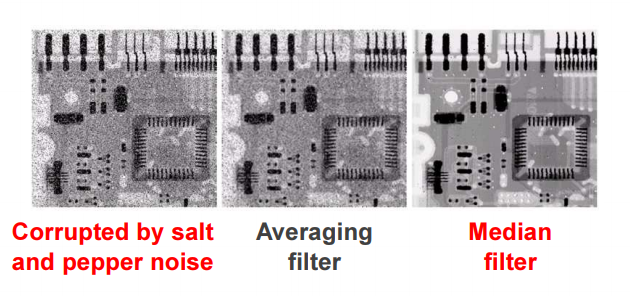 Corrupted by salt
and pepper noise
Averaging
filter
Median
filter